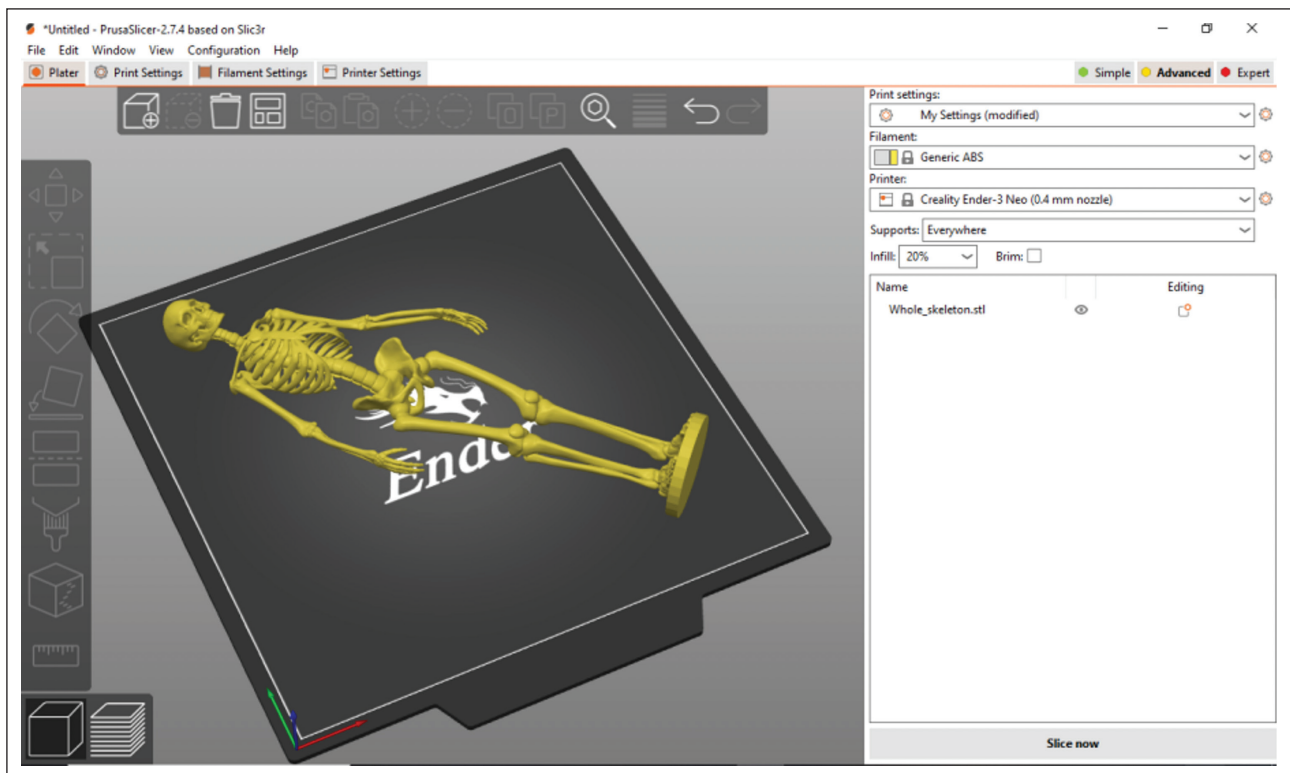 *Untitled - PrusaSlicer-2.7.4 based on Slic3r
File Edit Window View Configuration Help
Plater Print Settings Filament Settings Printer Settings Simple Advanced Expert
Print settings:
My Settings (modified)
Filament:
Generic ABS
Printer:
Creality Ender-3 Neo (0.4 mm nozzle)
Supports: Everywhere
Infill: 20% Brim:
Name Editing
Whole_skeleton.stl
Ender
Slice now